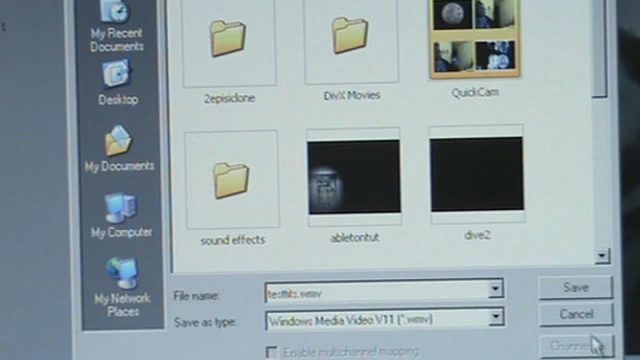 My Recent
Documents
Desktop
My Documents
My Computer
My Network
Places
2episiclone
DivX Movies
QuickCam
sound effects
abletontut
dive2
File name:
Save as type:
Windows Media Video V11 (*.wmv)
Enable multichannel mapping
Save
Cancel